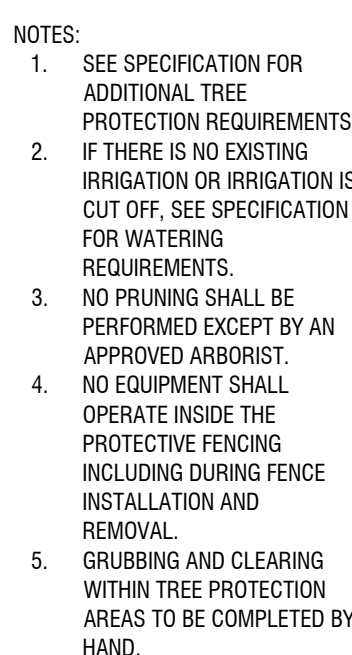 NOTES:
1. SEE SPECIFICATION FOR
ADDITIONAL TREE
PROTECTION REQUIREMENTS
2. IF THERE IS NO EXISTING
IRRIGATION OR IRRIGATION IS
CUT OFF, SEE SPECIFICATION
FOR WATERING
REQUIREMENTS.
3. NO PRUNING SHALL BE
PERFORMED EXCEPT BY AN
APPROVED ARBORIST.
4. NO EQUIPMENT SHALL
OPERATE INSIDE THE
PROTECTIVE FENCING
INCLUDING DURING FENCE
INSTALLATION AND
REMOVAL.
5. GRUBBING AND CLEARING
WITHIN TREE PROTECTION
AREAS TO BE COMPLETED BY
HAND.